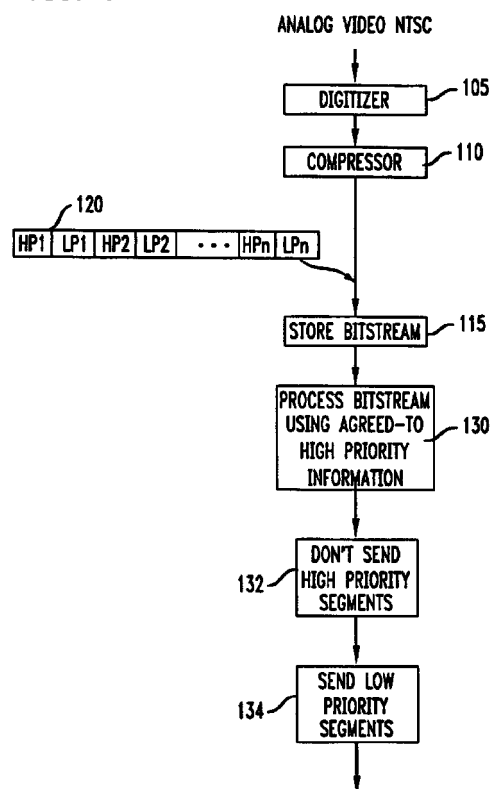 ANALOG VIDEO NTSC
DIGITIZER
105
COMPRESSOR
110
120
HP1 LP1 HP2 LP2 ... HPn LPn
STORE BITSTREAM
115
PROCESS BITSTREAM
USING AGREED-TO
HIGH PRIORITY
INFORMATION
130
DON'T SEND
HIGH PRIORITY
SEGMENTS
132
SEND LOW
PRIORITY
SEGMENTS
134